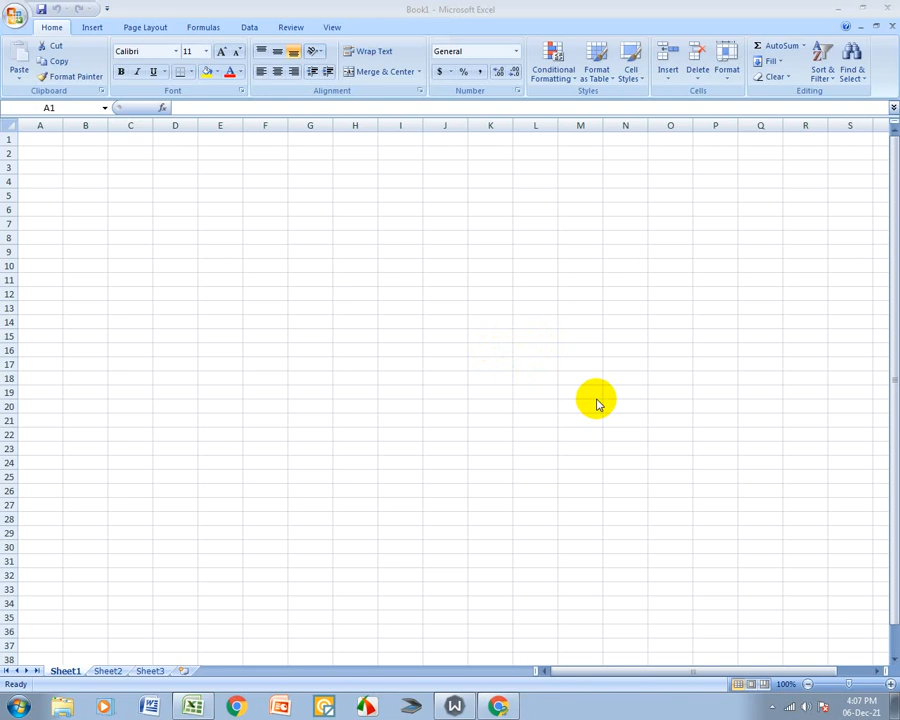 Book1 - Microsoft Excel
Home Insert Page Layout Formulas Data Review View
Cut
Copy
Format Painter
Paste
Clipboard
Calibri 11 A A
B I U A
Font
Wrap Text
Merge & Center
Alignment
General
$ % , .0 .00 .00 .0
Number
Conditional Formatting
Format as Table
Cell Styles
Styles
Insert Delete Format
Cells
Σ AutoSum
Fill
Clear
Sort & Filter
Find & Select
Editing
A1 fx
A B C D E F G H I J K L M N O P Q R S
1
2
3
4
5
6
7
8
9
10
11
12
13
14
15
16
17
18
19
20
21
22
23
24
25
26
27
28
29
30
31
32
33
34
35
36
37
38
Sheet1 Sheet2 Sheet3
Ready 100%
4:07 PM
06-Dec-21